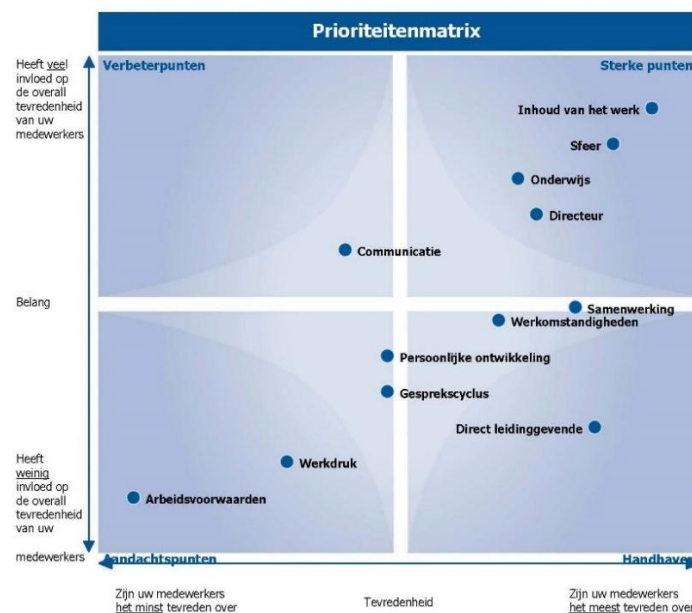 Prioriteitenmatrix
Heeft veel
invloed op
de overall
tevredenheid
van uw
medewerkers
Verbeterpunten
Sterke punten
Inhoud van het werk
Sfeer
Onderwijs
Directeur
Communicatie
Belang
Samenwerking
Werkomstandigheden
Persoonlijke ontwikkeling
Gesprekscyclus
Direct leidinggevende
Heeft
weinig
invloed op
de overall
tevredenheid
van uw
medewerkers
Werkdruk
Arbeidsvoorwaarden
Aandachtspunten
Handhaven
Zijn uw medewerkers
het minst tevreden over
Tevredenheid
Zijn uw medewerkers
het meest tevreden over